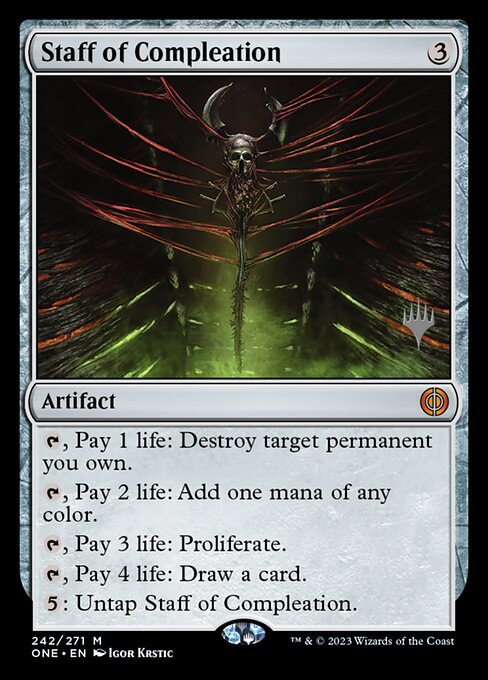 Staff of Compleation 3
Artifact
, Pay 1 life: Destroy target permanent
you own.
, Pay 2 life: Add one mana of any
color.
, Pay 3 life: Proliferate.
, Pay 4 life: Draw a card.
5: Untap Staff of Compleation.
242/271 M
ONE • EN Igor Krstic
™ & © 2023 Wizards of the Coast